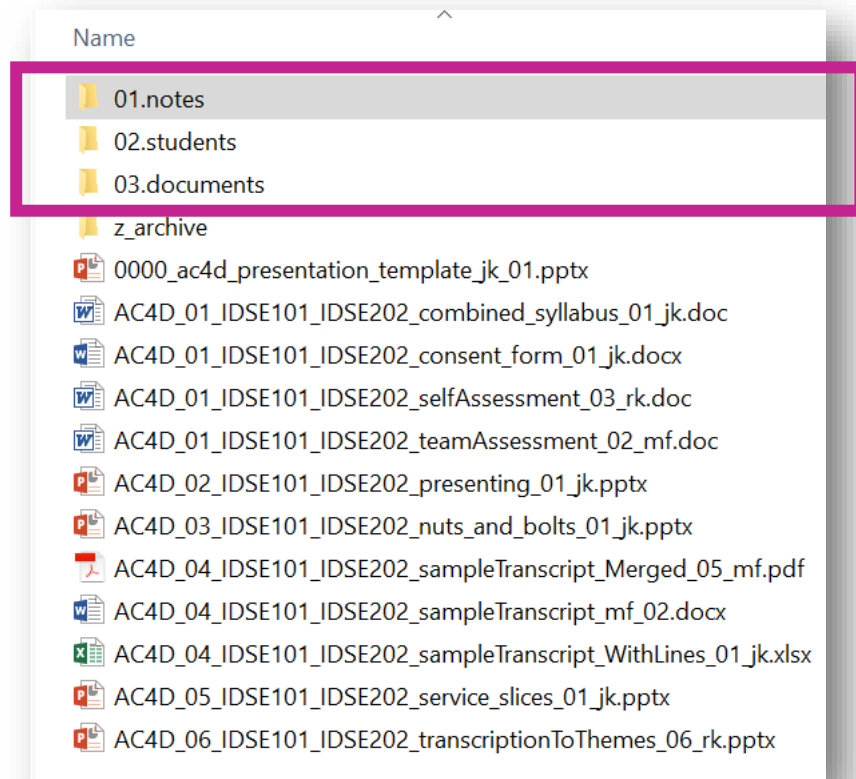 Name
01.notes
02.students
03.documents
z_archive
0000_ac4d_presentation_template_jk_01.pptx
AC4D_01_IDSE101_IDSE202_combined_syllabus_01_jk.doc
AC4D_01_IDSE101_IDSE202_consent_form_01_jk.docx
AC4D_01_IDSE101_IDSE202_selfAssessment_03_rk.doc
AC4D_01_IDSE101_IDSE202_teamAssessment_02_mf.doc
AC4D_02_IDSE101_IDSE202_presenting_01_jk.pptx
AC4D_03_IDSE101_IDSE202_nuts_and_bolts_01_jk.pptx
AC4D_04_IDSE101_IDSE202_sampleTranscript_Merged_05_mf.pdf
AC4D_04_IDSE101_IDSE202_sampleTranscript_mf_02.docx
AC4D_04_IDSE101_IDSE202_sampleTranscript_WithLines_01_jk.xlsx
AC4D_05_IDSE101_IDSE202_service_slices_01_jk.pptx
AC4D_06_IDSE101_IDSE202_transcriptionToThemes_06_rk.pptx